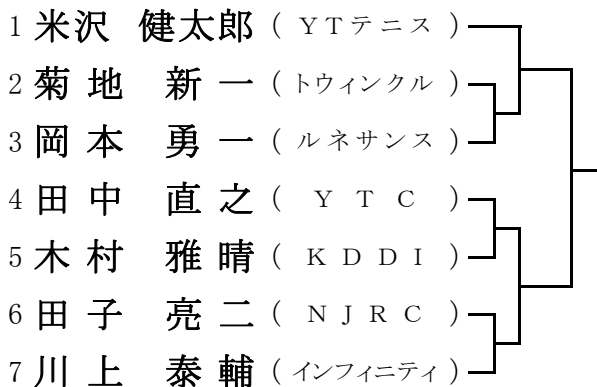 1 米沢 健太郎 ( YTテニス )
2 菊地 新一 ( トウィンクル )
3 岡本 勇一 ( ルネサンス )
4 田中 直之 ( YTC )
5 木村 雅晴 ( KDDI )
6 田子 亮二 ( NJRC )
7 川上 泰輔 ( インフィニティ )